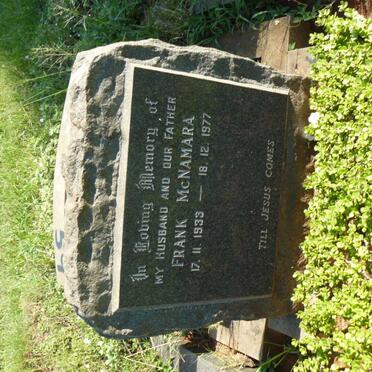 In Loving Memory of
MY HUSBAND AND OUR FATHER
FRANK McNAMARA
17. 11. 1933 — 18. 12. 1977
TILL JESUS COMES